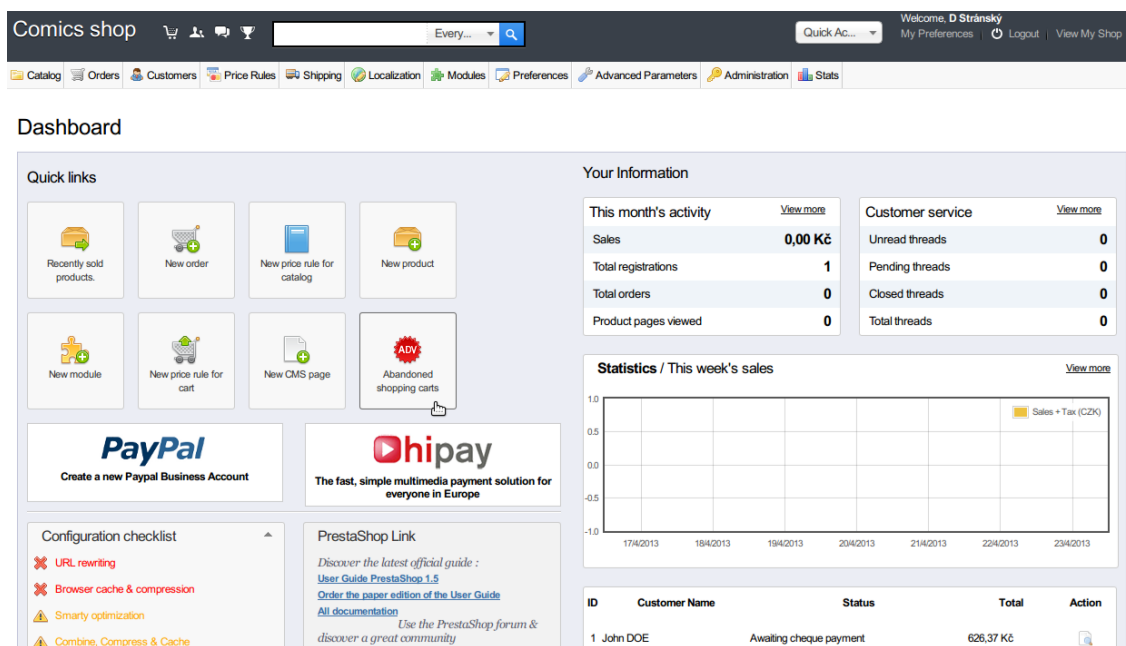 Comics shop
Every...
Quick Ac...
Welcome, D Stránský
My Preferences
Logout
View My Shop
Catalog
Orders
Customers
Price Rules
Shipping
Localization
Modules
Preferences
Advanced Parameters
Administration
Stats
Dashboard
Quick links
Recently sold
products.
New order
New price rule for
catalog
New product
New module
New price rule for
cart
New CMS page
ADV
Abandoned
shopping carts
PayPal
Create a new Paypal Business Account
hipay
The fast, simple multimedia payment solution for
everyone in Europe
Configuration checklist
URL rewriting
Browser cache & compression
Smarty optimization
Combine, Compress & Cache
PrestaShop Link
Discover the latest official guide :
User Guide PrestaShop 1.5
Order the paper edition of the User Guide
All documentation
Use the PrestaShop forum &
discover a great community
Your Information
This month's activity View more
Sales 0,00 Kč
Total registrations 1
Total orders 0
Product pages viewed 0
Customer service View more
Unread threads 0
Pending threads 0
Closed threads 0
Total threads 0
Statistics / This week's sales View more
Sales + Tax (CZK)
1.0
0.5
0.0
-0.5
-1.0
17/4/2013 18/4/2013 19/4/2013 20/4/2013 21/4/2013 22/4/2013 23/4/2013
ID Customer Name Status Total Action
1 John DOE Awaiting cheque payment 626,37 Kč